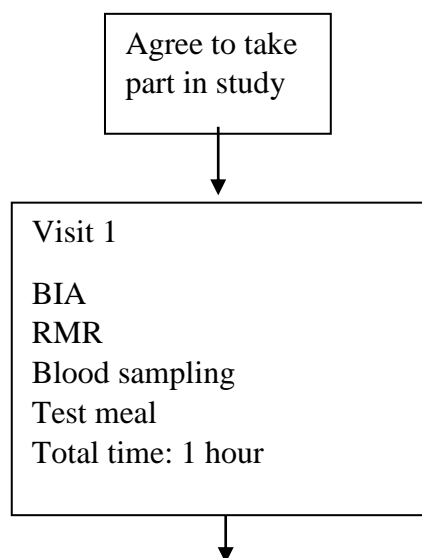 Agree to take
part in study
Visit 1
BIA
RMR
Blood sampling
Test meal
Total time: 1 hour